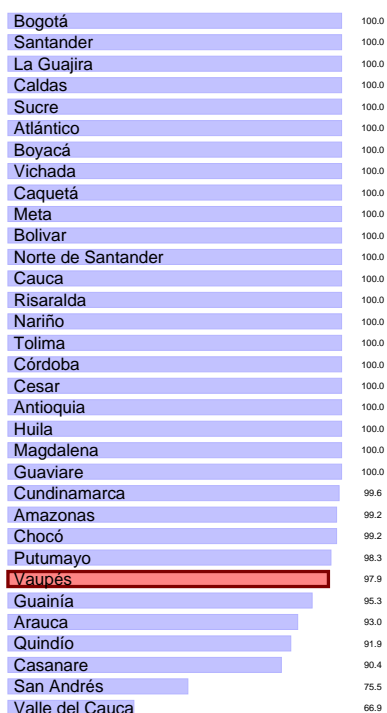 Bogotá 100.0
Santander 100.0
La Guajira 100.0
Caldas 100.0
Sucre 100.0
Atlántico 100.0
Boyacá 100.0
Vichada 100.0
Caquetá 100.0
Meta 100.0
Bolivar 100.0
Norte de Santander 100.0
Cauca 100.0
Risaralda 100.0
Nariño 100.0
Tolima 100.0
Córdoba 100.0
Cesar 100.0
Antioquia 100.0
Huila 100.0
Magdalena 100.0
Guaviare 100.0
Cundinamarca 99.6
Amazonas 99.2
Chocó 99.2
Putumayo 98.3
Vaupés 97.9
Guainía 95.3
Arauca 93.0
Quindío 91.9
Casanare 90.4
San Andrés 75.5
Valle del Cauca 66.9